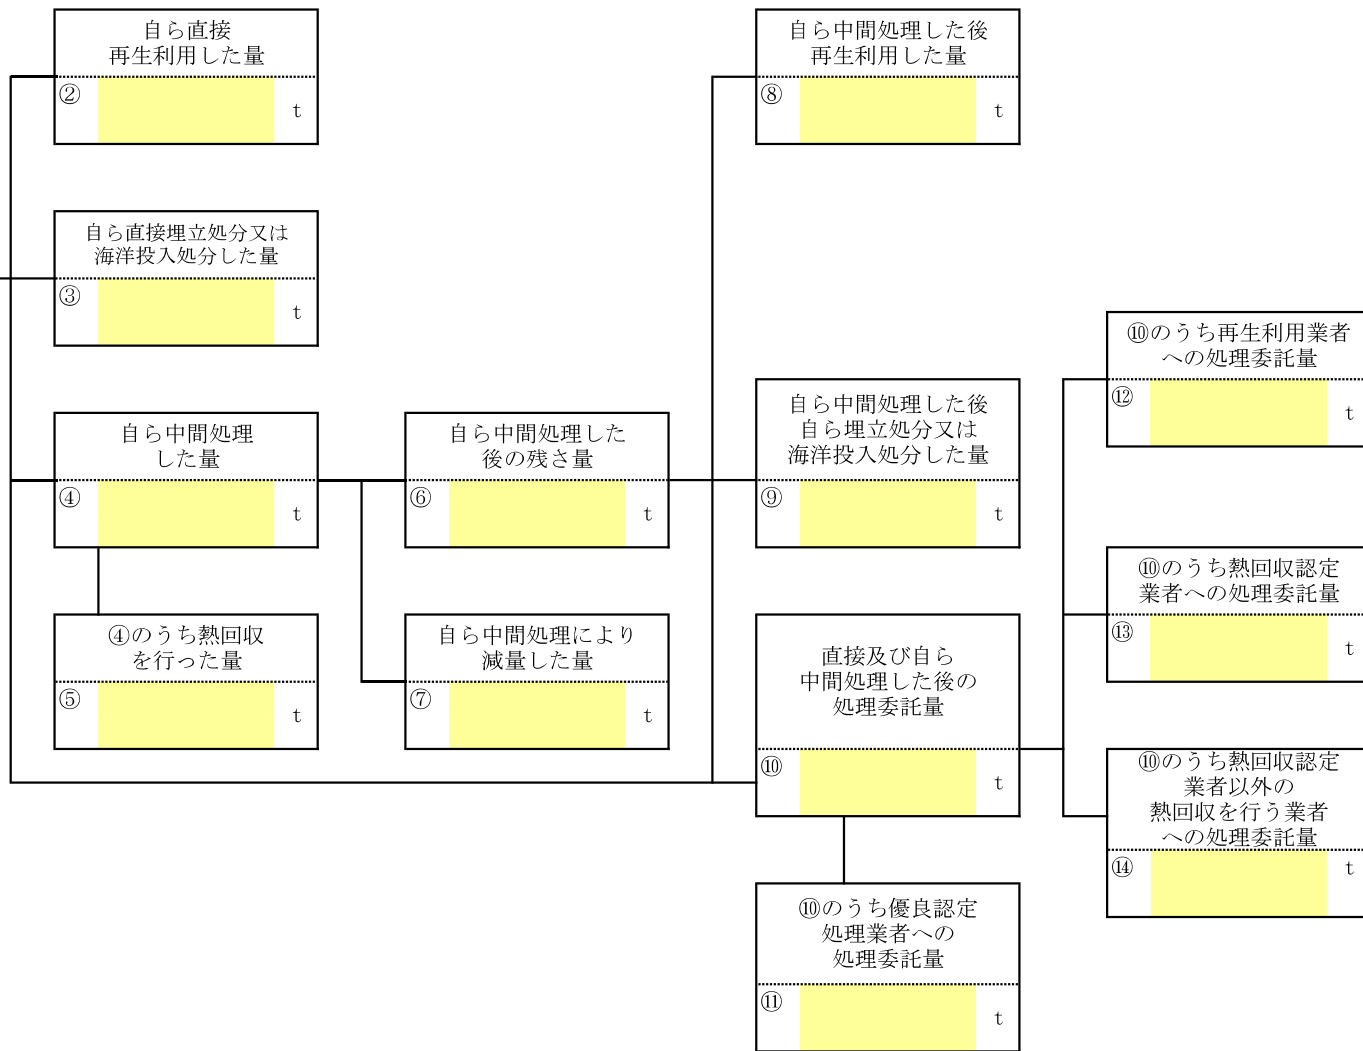 自ら直接
再生利用した量
②
t
自ら直接埋立処分又は
海洋投入処分した量
③
t
自ら中間処理
した量
④
t
④のうち熱回収
を行った量
⑤
t
自ら中間処理した
後の残さ量
⑥
t
自ら中間処理により
減量した量
⑦
t
自ら中間処理した後
再生利用した量
⑧
t
自ら中間処理した後
自ら埋立処分又は
海洋投入処分した量
⑨
t
直接及び自ら
中間処理した後の
処理委託量
⑩
t
⑩のうち優良認定
処理業者への
処理委託量
⑪
t
⑩のうち再生利用業者
への処理委託量
⑫
t
⑩のうち熱回収認定
業者への処理委託量
⑬
t
⑩のうち熱回収認定
業者以外の
熱回収を行う業者
への処理委託量
⑭
t